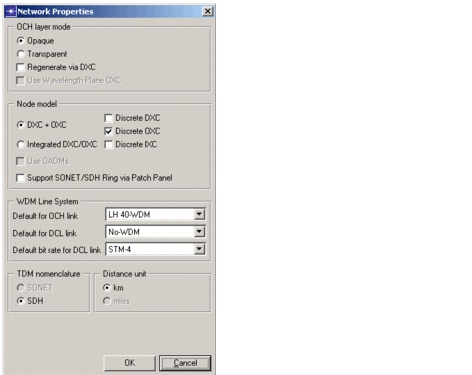 Network Properties
OCH layer mode
Opaque
Transparent
Regenerate via DXC
Use Wavelength Plane OXC
Node model
DXC + OXC
Discrete DXC
Discrete OXC
Integrated DXC/OXC
Discrete IXC
Use OADMs
Support SONET/SDH Ring via Patch Panel
WDM Line System
Default for OCH link
LH 40-WDM
Default for DCL link
No-WDM
Default bit rate for DCL link
STM-4
TDM nomenclature
SONET
SDH
Distance unit
km
miles
OK
Cancel